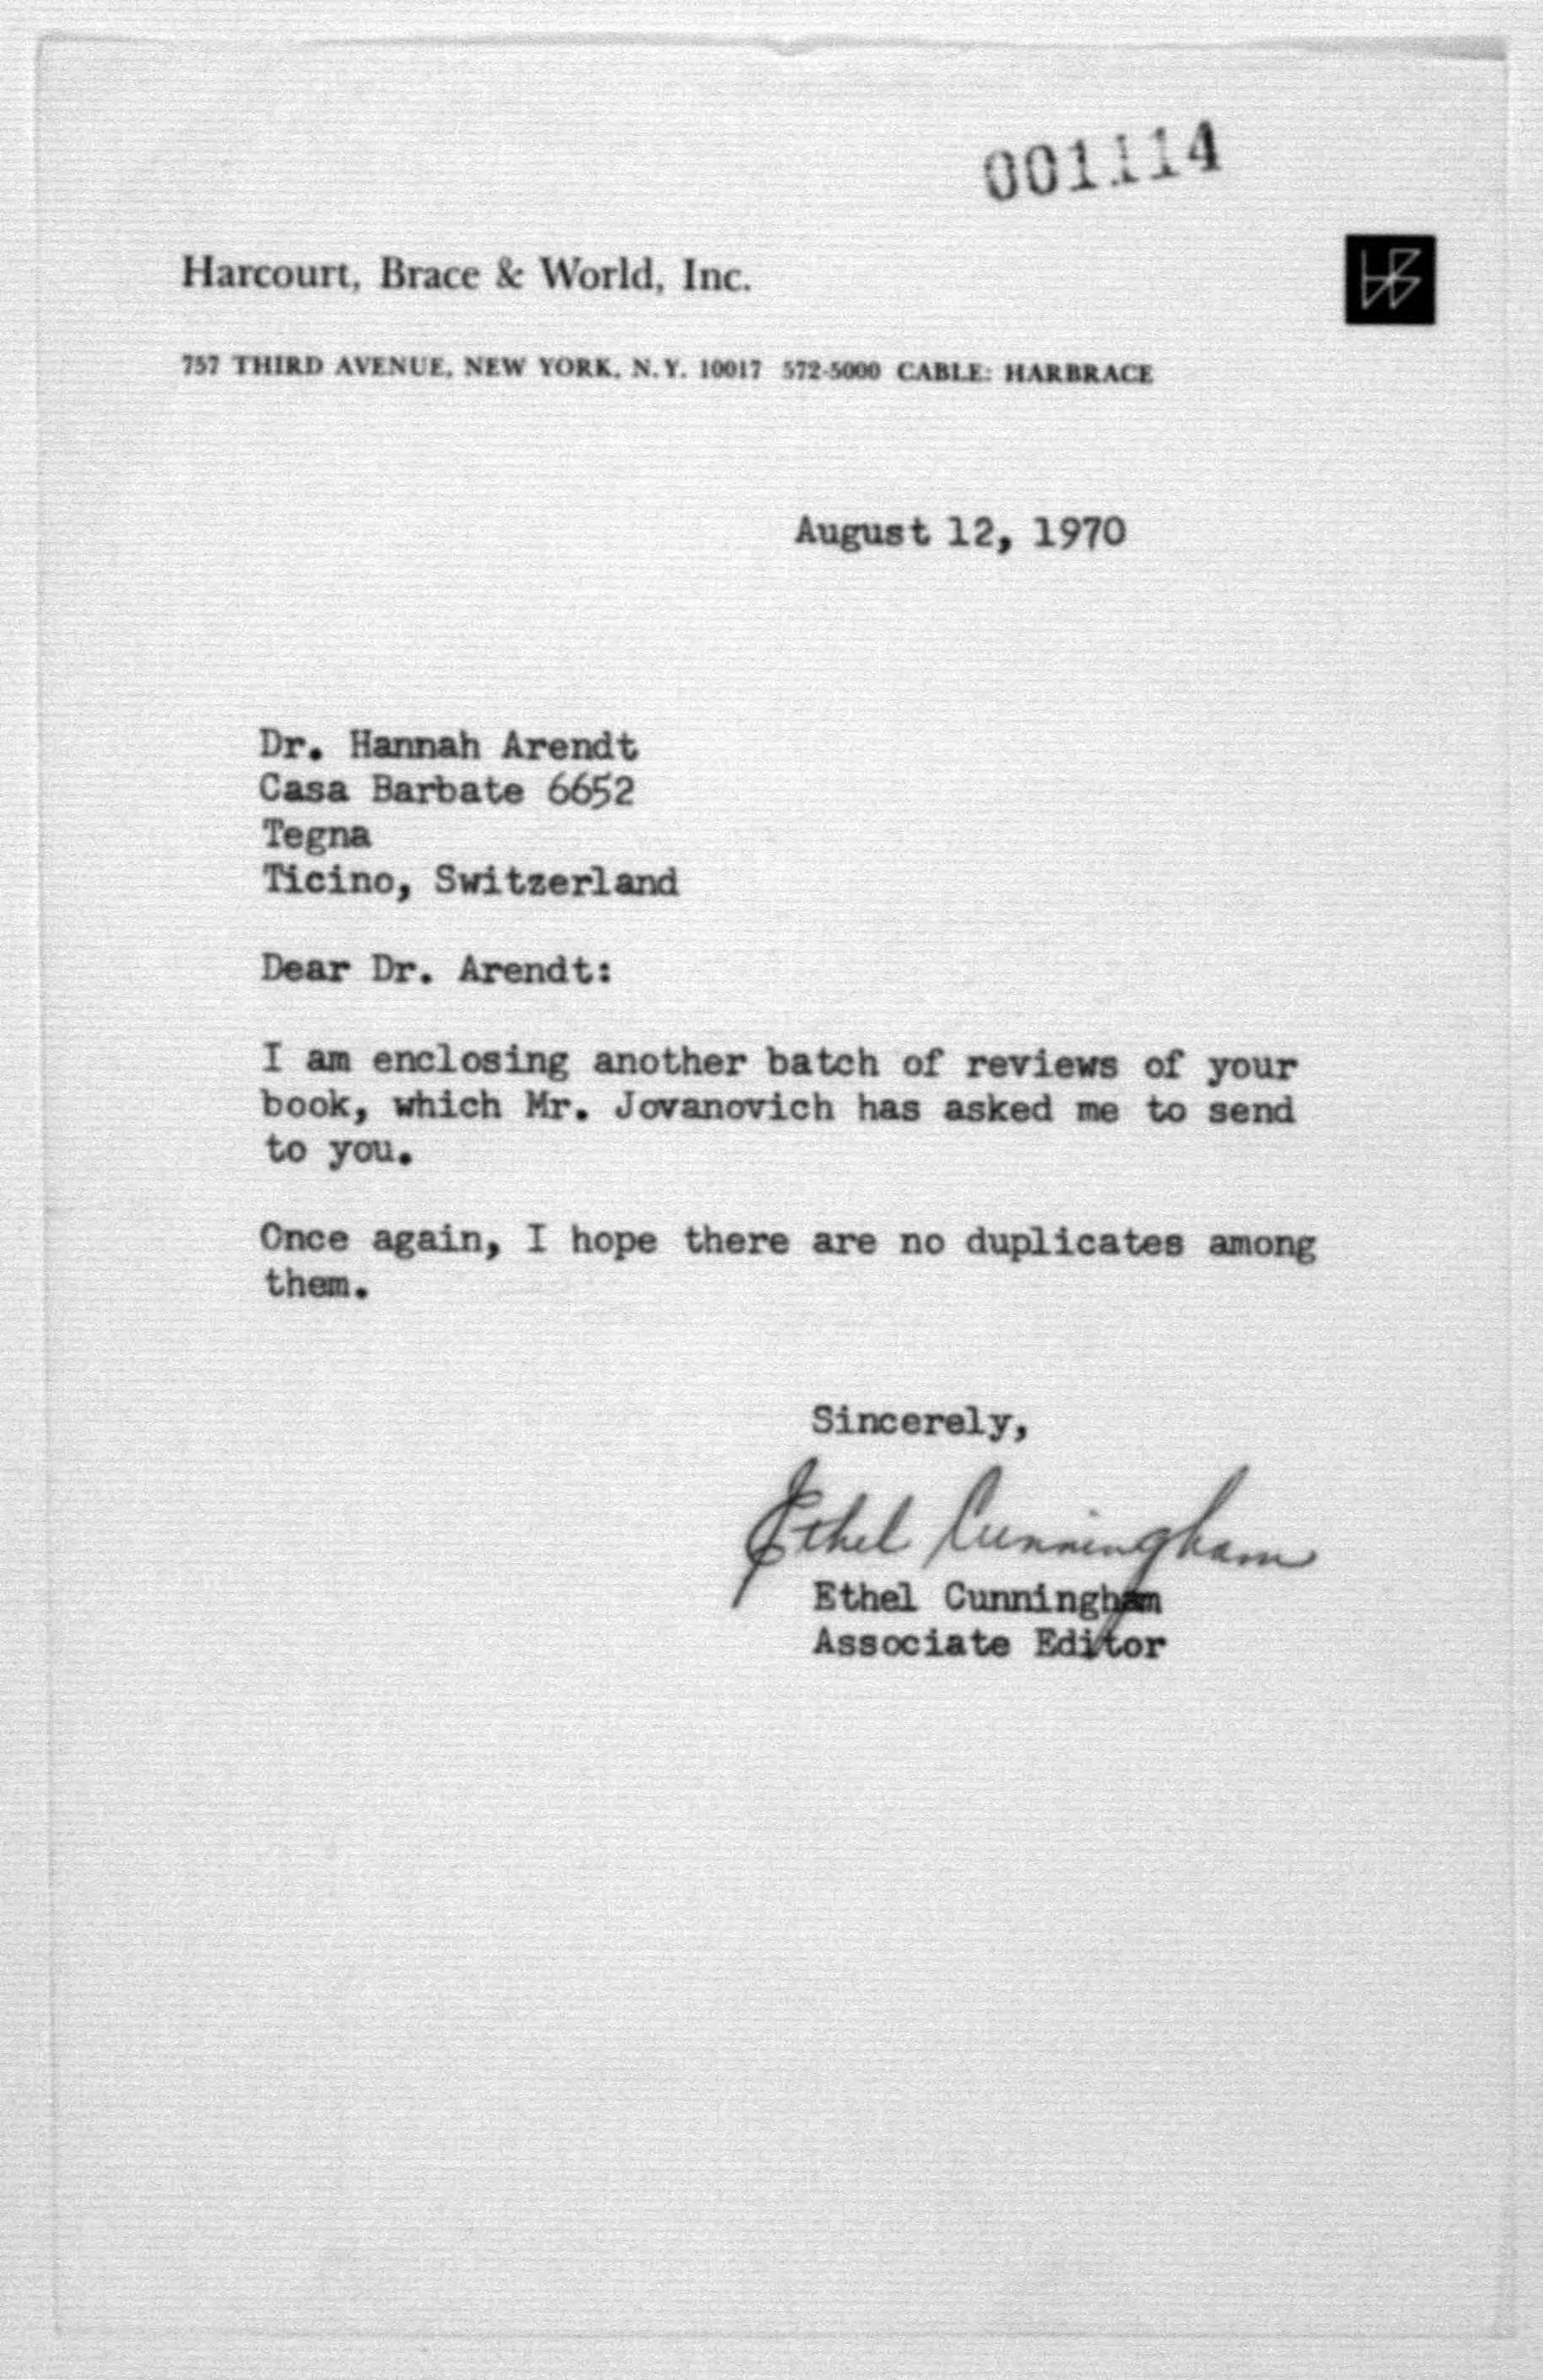 001114
Harcourt, Brace & World, Inc.
757 THIRD AVENUE, NEW YORK, N.Y. 10017 572-5000 CABLE: HARBRACE
August 12, 1970
Dr. Hannah Arendt
Casa Barbate 6652
Tegna
Ticino, Switzerland
Dear Dr. Arendt:
I am enclosing another batch of reviews of your
book, which Mr. Jovanovich has asked me to send
to you.
Once again, I hope there are no duplicates among
them.
Sincerely,
Ethel Cunningham
Ethel Cunningham
Associate Editor